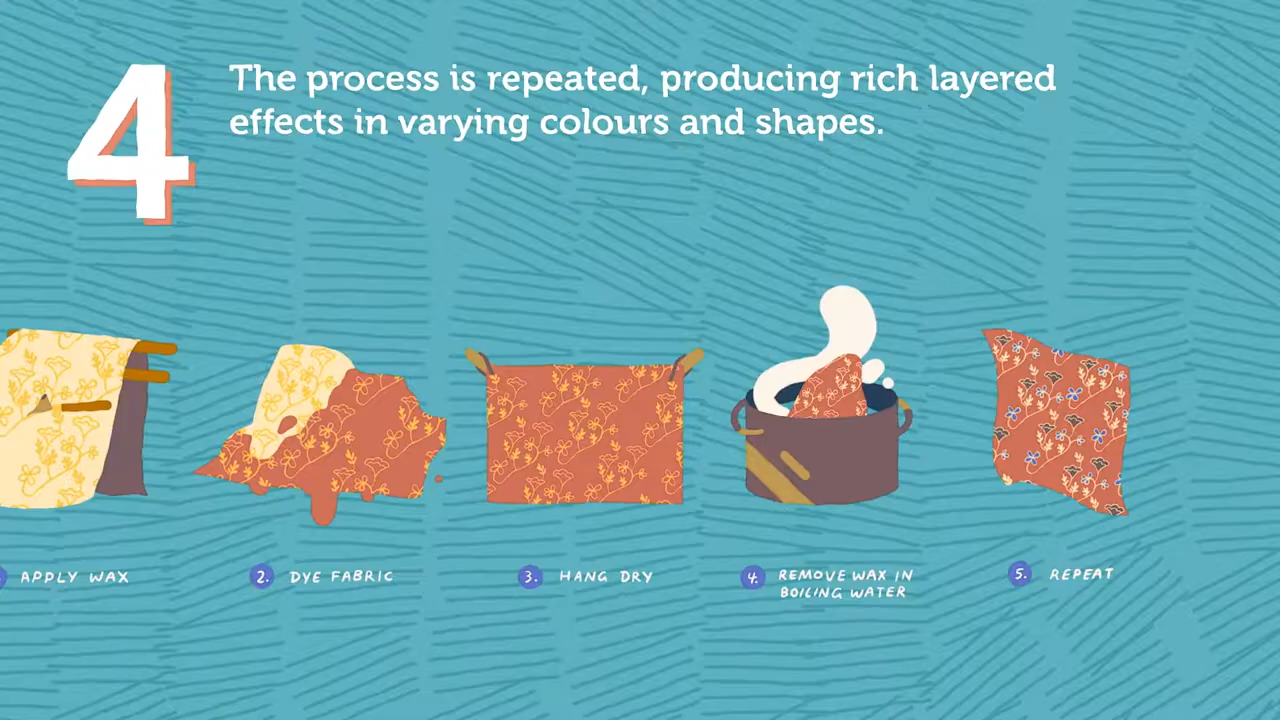 4
The process is repeated, producing rich layered
effects in varying colours and shapes.
APPLY WAX
2. DYE FABRIC
3. HANG DRY
4. REMOVE WAX IN
BOILING WATER
5. REPEAT